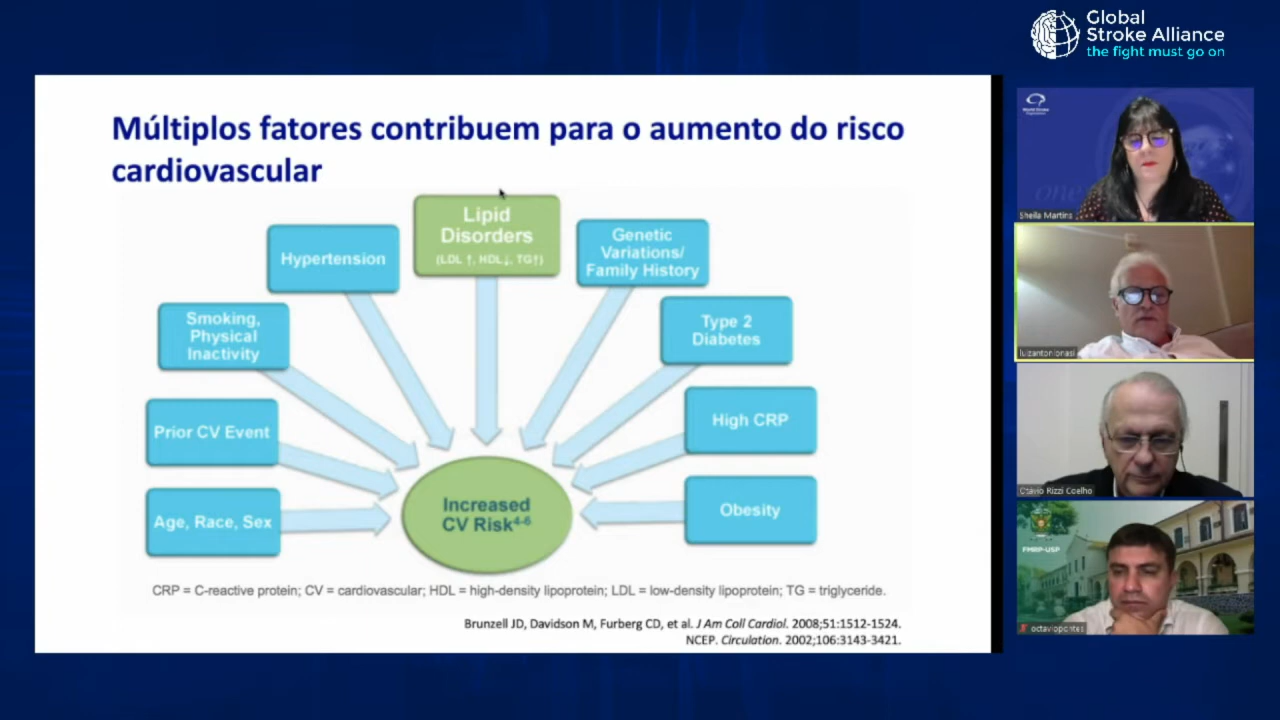 Global
Stroke Alliance
the fight must go on
Múltiplos fatores contribuem para o aumento do risco
cardiovascular
Lipid
Disorders
(LDL ↑, HDL↓, TG↑)
Hypertension
Genetic
Variations/
Family History
Smoking,
Physical
Inactivity
Type 2
Diabetes
Prior CV Event
High CRP
Age, Race, Sex
Obesity
Increased
CV Risk4-6
CRP = C-reactive protein; CV = cardiovascular; HDL = high-density lipoprotein; LDL = low-density lipoprotein; TG = triglyceride.
Brunzell JD, Davidson M, Furberg CD, et al. J Am Coll Cardiol. 2008;51:1512-1524.
NCEP. Circulation. 2002;106:3143-3421.
Sheila Martins
Otávio Rizzi Coelho
FMRP-USP
octaviopontes